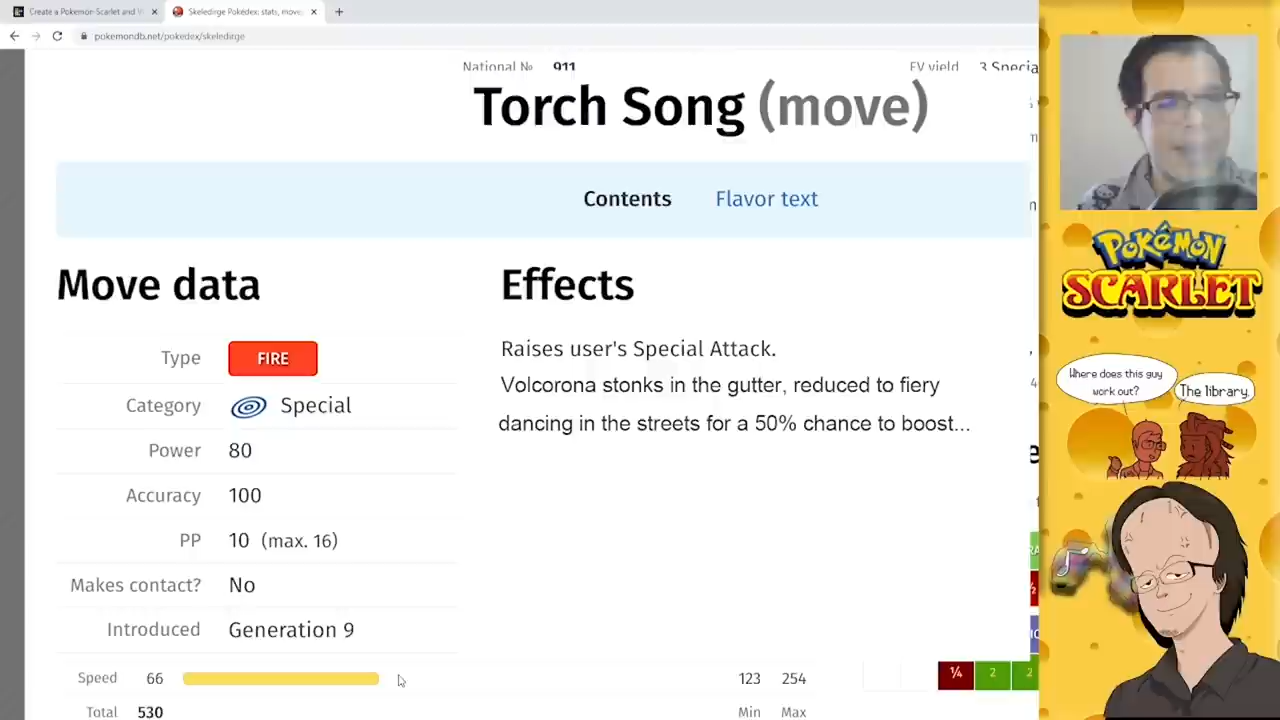 Create a Pokemon Scarlet and V
Skeledirge Pokédex: stats, move
pokemondb.net/pokedex/skeledirge
National № 911
EV yield 3 Specia
Torch Song (move)
Contents Flavor text
Move data
Type FIRE
Category Special
Power 80
Accuracy 100
PP 10 (max. 16)
Makes contact? No
Introduced Generation 9
Effects
Raises user's Special Attack.
Volcorona stonks in the gutter, reduced to fiery
dancing in the streets for a 50% chance to boost...
Speed 66 123 254
Total 530 Min Max
¼ 2 2
POKéMON
SCARLET
Where does this guy
work out?
The library.